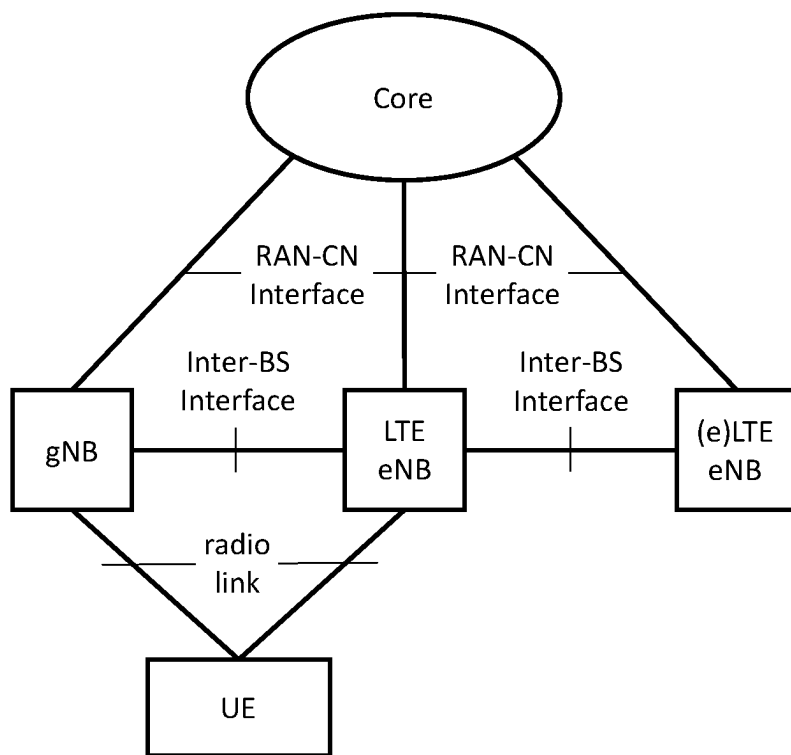 Core
RAN-CN
Interface
RAN-CN
Interface
Inter-BS
Interface
Inter-BS
Interface
gNB
LTE
eNB
(e)LTE
eNB
radio
link
UE